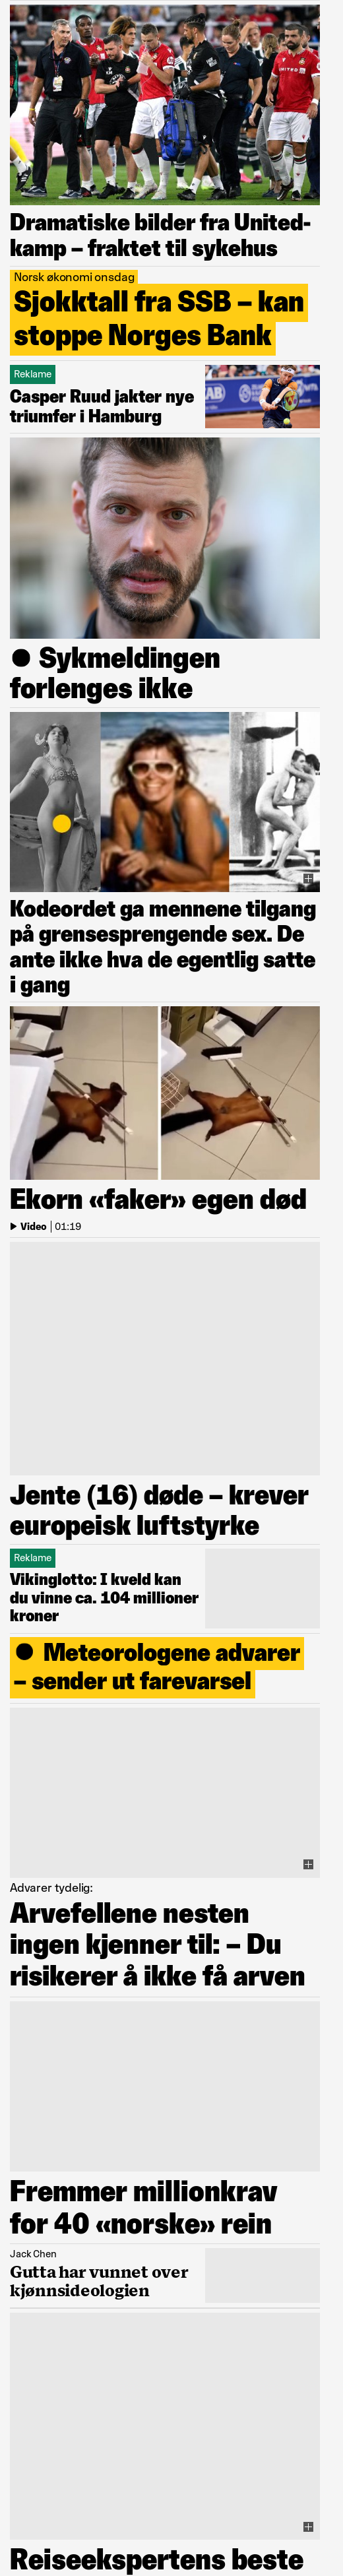 Dramatiske bilder fra United-
kamp – fraktet til sykehus
Norsk økonomi onsdag
Sjokktall fra SSB – kan
stoppe Norges Bank
Reklame
Casper Ruud jakter nye
triumfer i Hamburg
● Sykmeldingen
forlenges ikke
Kodeordet ga mennene tilgang
på grensesprengende sex. De
ante ikke hva de egentlig satte
i gang
Ekorn «faker» egen død
Video | 01:19
Jente (16) døde – krever
europeisk luftstyrke
Reklame
Vikinglotto: I kveld kan
du vinne ca. 104 millioner
kroner
● Meteorologene advarer
– sender ut farevarsel
Advarer tydelig:
Arvefellene nesten
ingen kjenner til: – Du
risikerer å ikke få arven
Fremmer millionkrav
for 40 «norske» rein
Jack Chen
Gutta har vunnet over
kjønnsideologien
Reiseekspertens beste